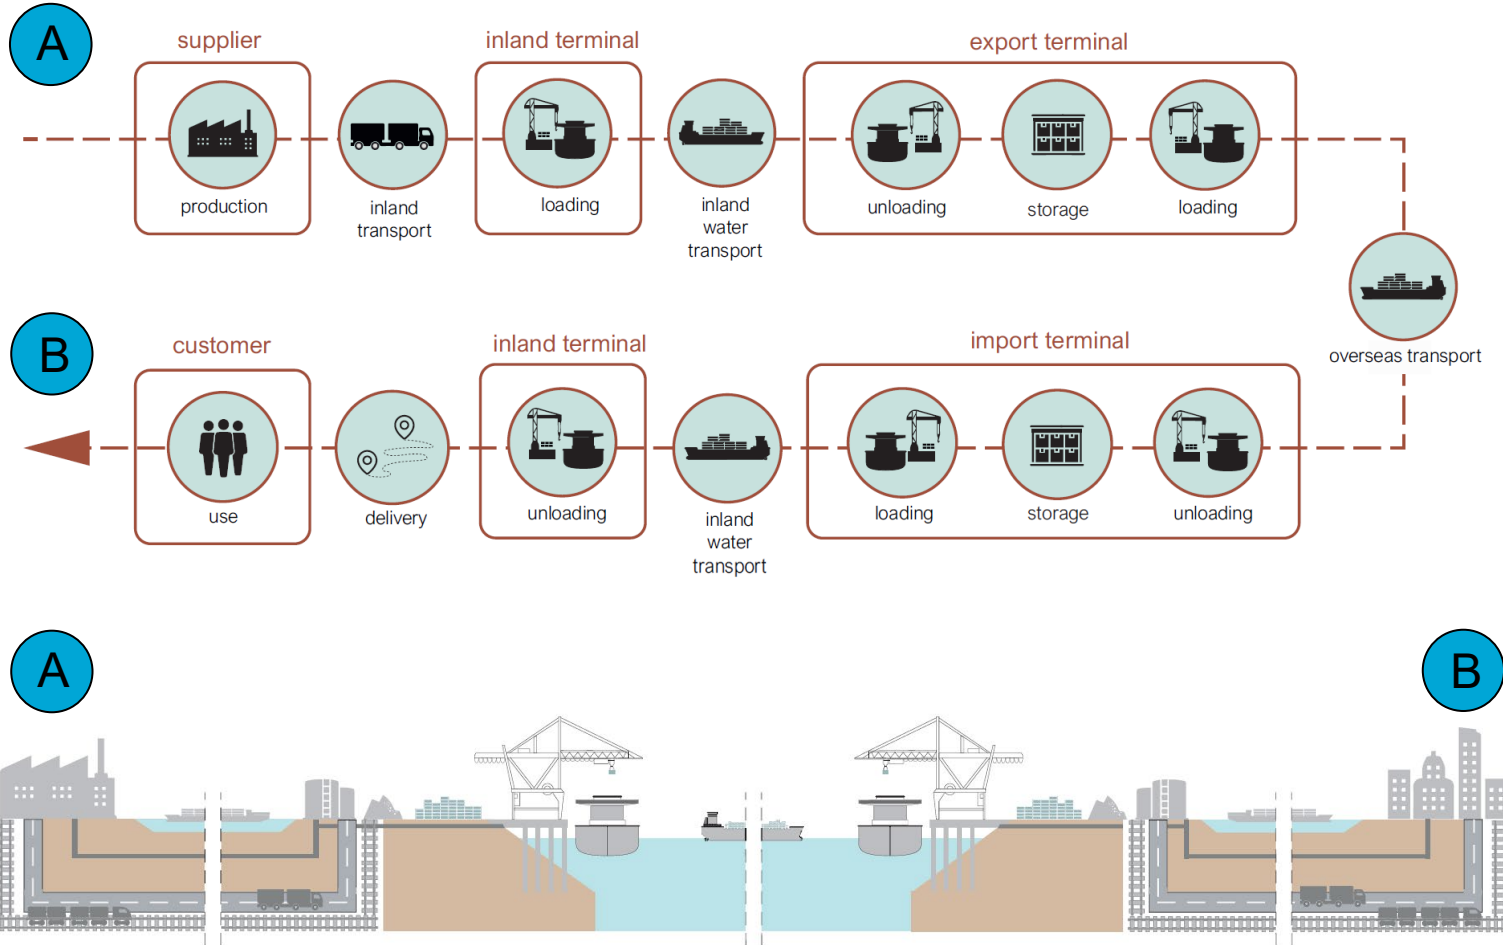 A
supplier
inland terminal
export terminal
production
inland
transport
loading
inland
water
transport
unloading
storage
loading
overseas transport
B
customer
inland terminal
import terminal
use
delivery
unloading
inland
water
transport
loading
storage
unloading
A
B